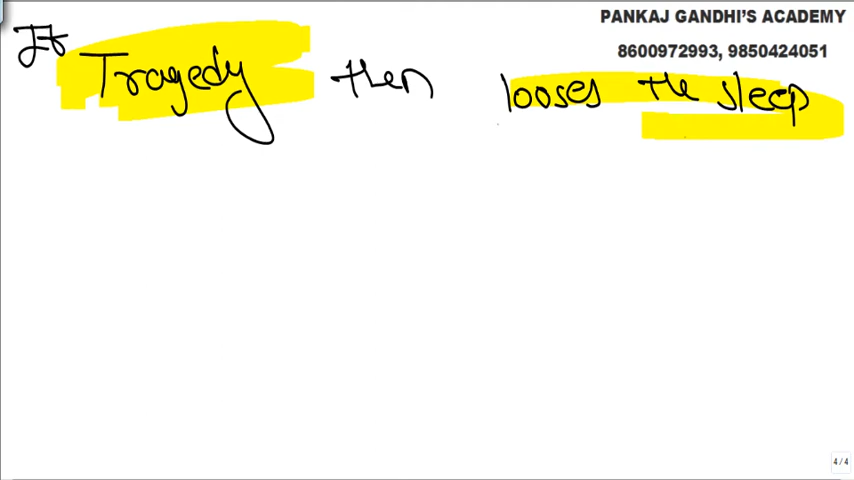 PANKAJ GANDHI'S ACADEMY
8600972993, 9850424051
If Tragedy then looses the sleep
4/4